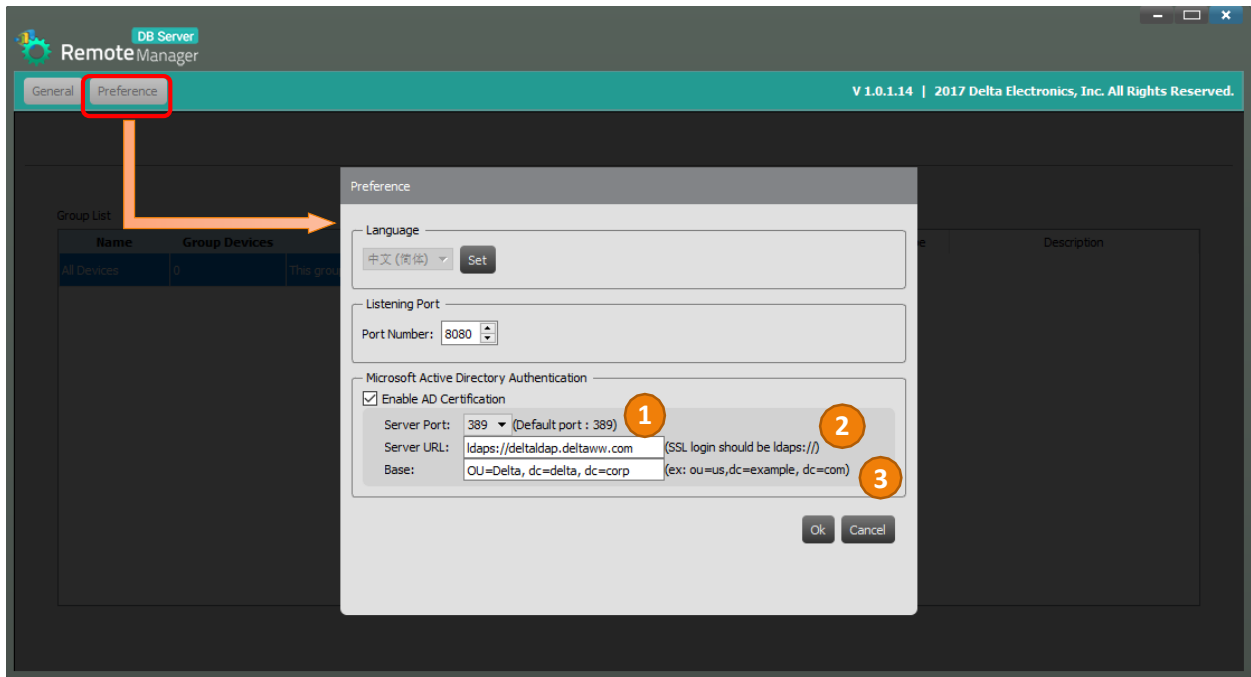 DB Server
RemoteManager
General Preference V 1.0.1.14 | 2017 Delta Electronics, Inc. All Rights Reserved.
Preference
Group List
Name Group Devices Description
All Devices 0 This group
Language
中文 (简体) Set
Listening Port
Port Number: 8080
Microsoft Active Directory Authentication
Enable AD Certification
Server Port: 389 (Default port : 389) 1
Server URL: ldaps://deltaldap.deltaww.com (SSL login should be ldaps://) 2
Base: OU=Delta, dc=delta, dc=corp (ex: ou=us,dc=example, dc=com) 3
Ok Cancel